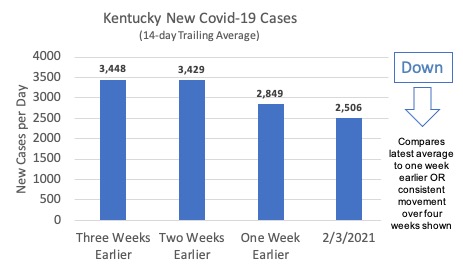 Kentucky New Covid-19 Cases
(14-day Trailing Average)
4000
3500
3000
2500
2000
1500
1000
500
0
New Cases per Day
3,448
3,429
2,849
2,506
Three Weeks
Earlier
Two Weeks
Earlier
One Week
Earlier
2/3/2021
Down
Compares
latest average
to one week
earlier OR
consistent
movement
over four
weeks shown